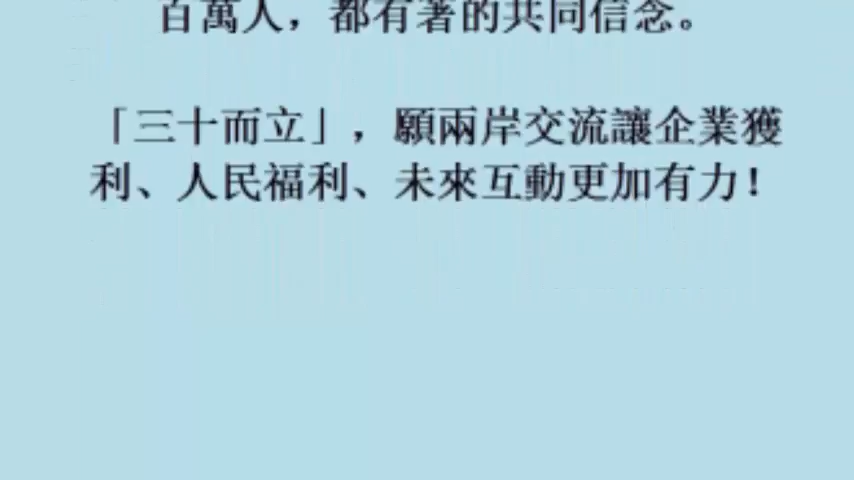 百萬人，都有著的共同信念。
「三十而立」，願兩岸交流讓企業獲
利、人民福利、未來互動更加有力！